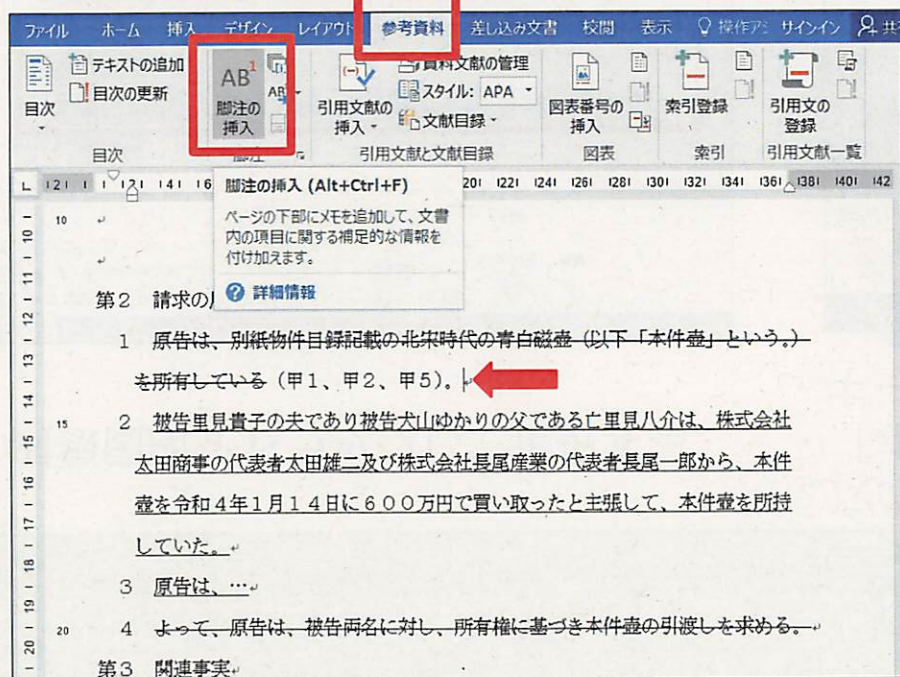 ファイル ホーム 挿入 デザイン レイアウト 参考資料 差し込み文書 校閲 表示 操作アシ サインイン 共有
テキストの追加
目次の更新
目次
AB1
脚注の
挿入
引用文献の
挿入
資料文献の管理
スタイル: APA
文献目録
図表番号の
挿入
索引登録
引用文の
登録
目次 脚注 引用文献と文献目録 図表 索引 引用文献一覧
脚注の挿入 (Alt+Ctrl+F)
ページの下部にメモを追加して、文書
内の項目に関する補足的な情報を
付け加えます。
詳細情報
10
第2 請求の
1 原告は、別紙物件目録記載の北宋時代の青白磁壺（以下「本件壺」という。）
を所有している（甲1、甲2、甲5）。
15
2 被告里見貴子の夫であり被告犬山ゆかりの父である亡里見八介は、株式会社
太田商事の代表者太田雄二及び株式会社長尾産業の代表者長尾一郎から、本件
壺を令和4年1月14日に600万円で買い取ったと主張して、本件壺を所持
していた。
3 原告は、…
20
4 よって、原告は、被告両名に対し、所有権に基づき本件壺の引渡しを求める。
第3 関連事実